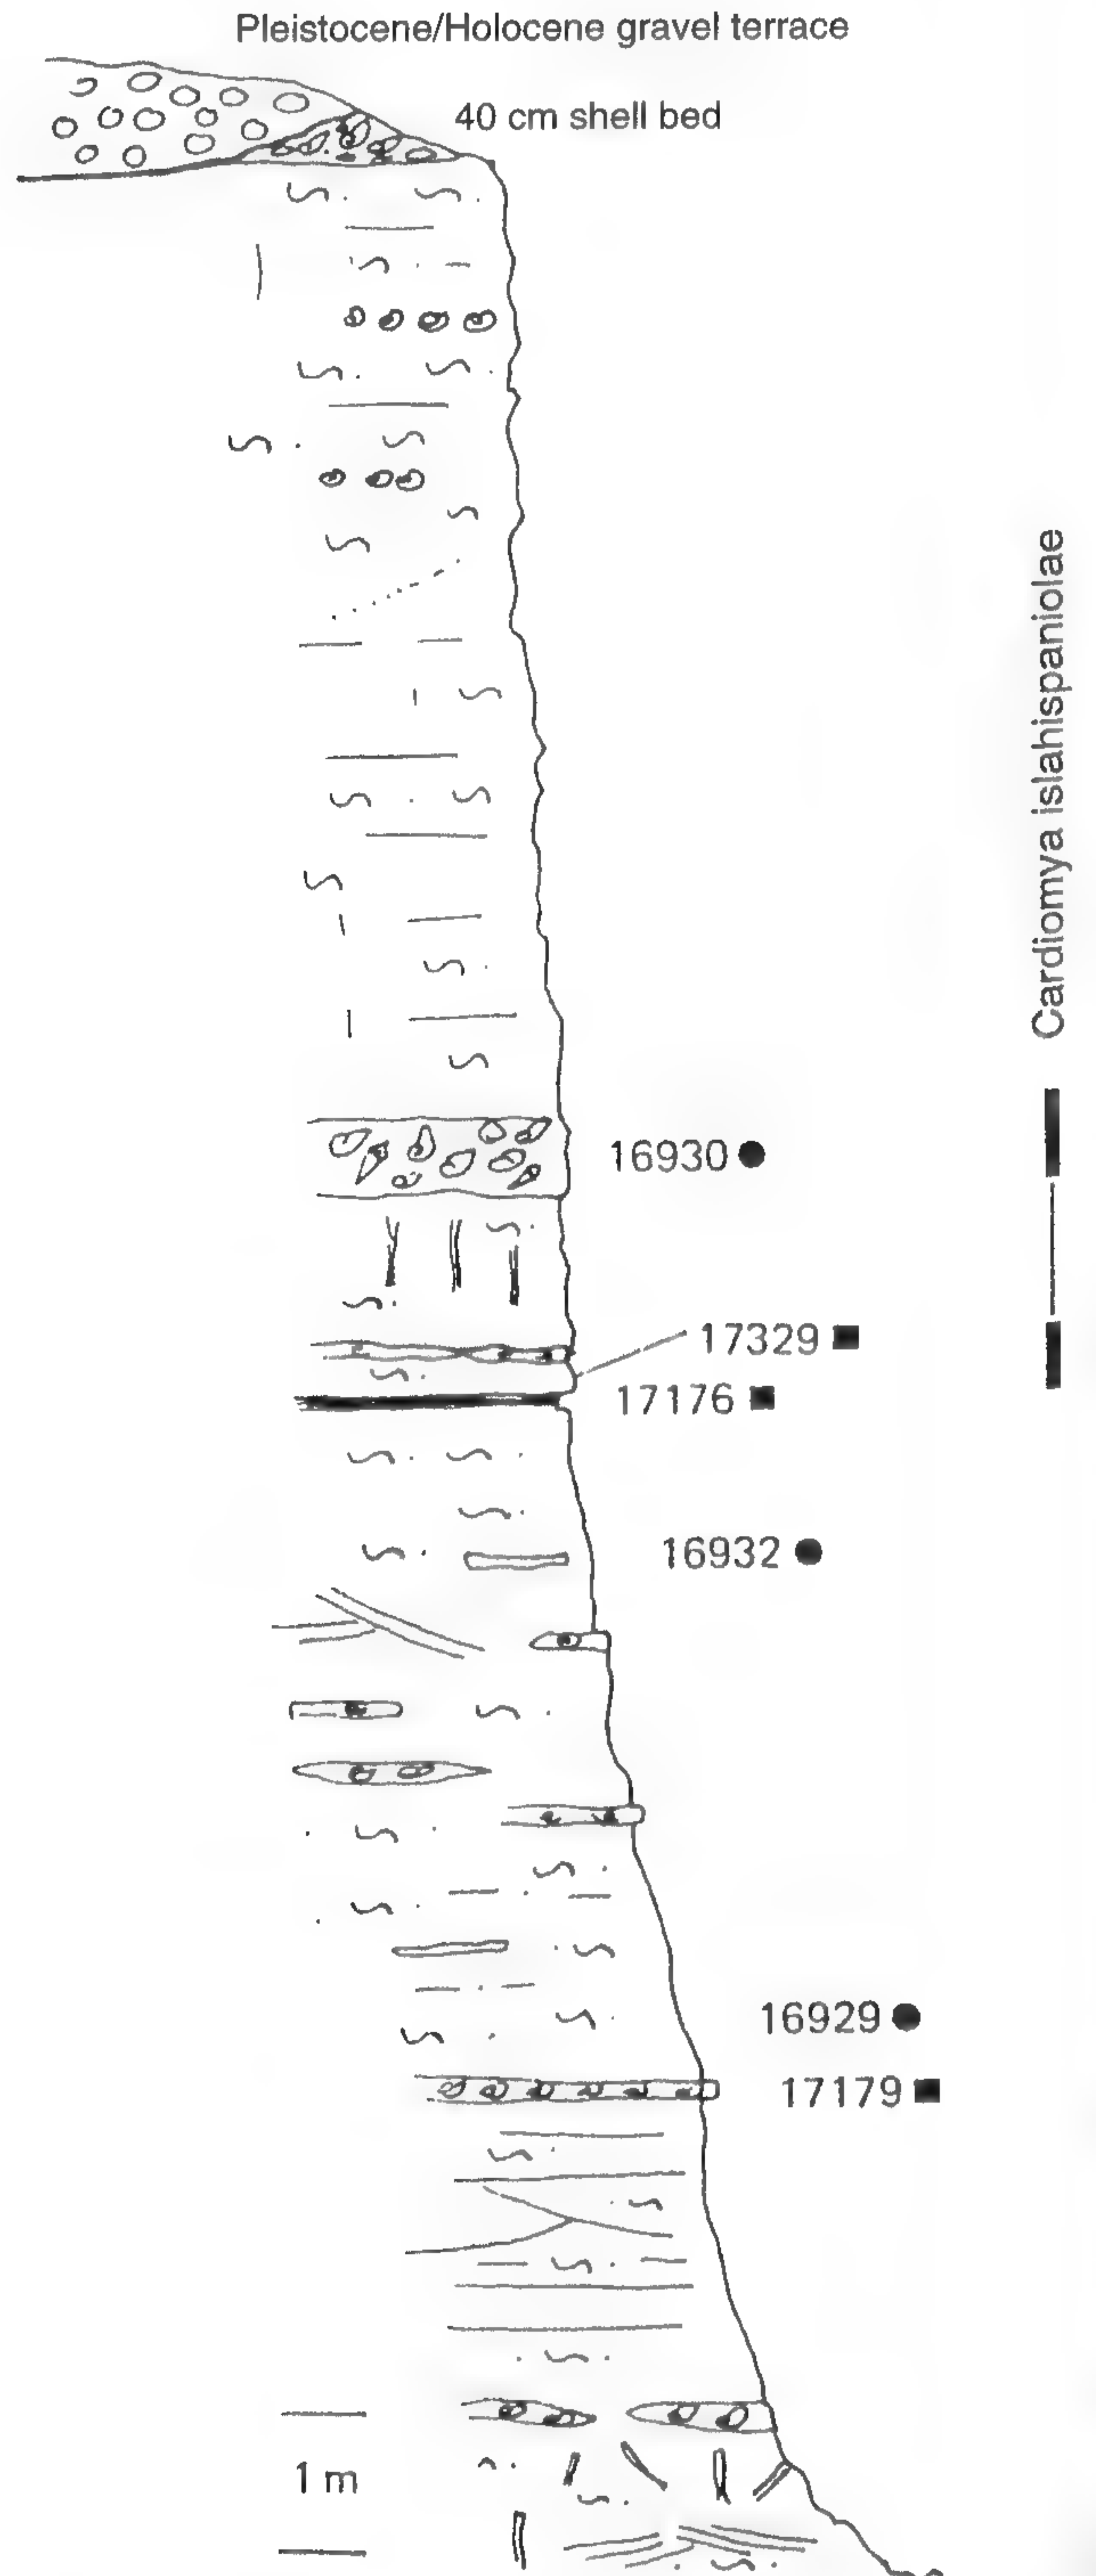 Pleistocene/Holocene gravel terrace
40 cm shell bed
Cardiomya islahispaniolae
16930
17329
17176
16932
16929
17179
1 m